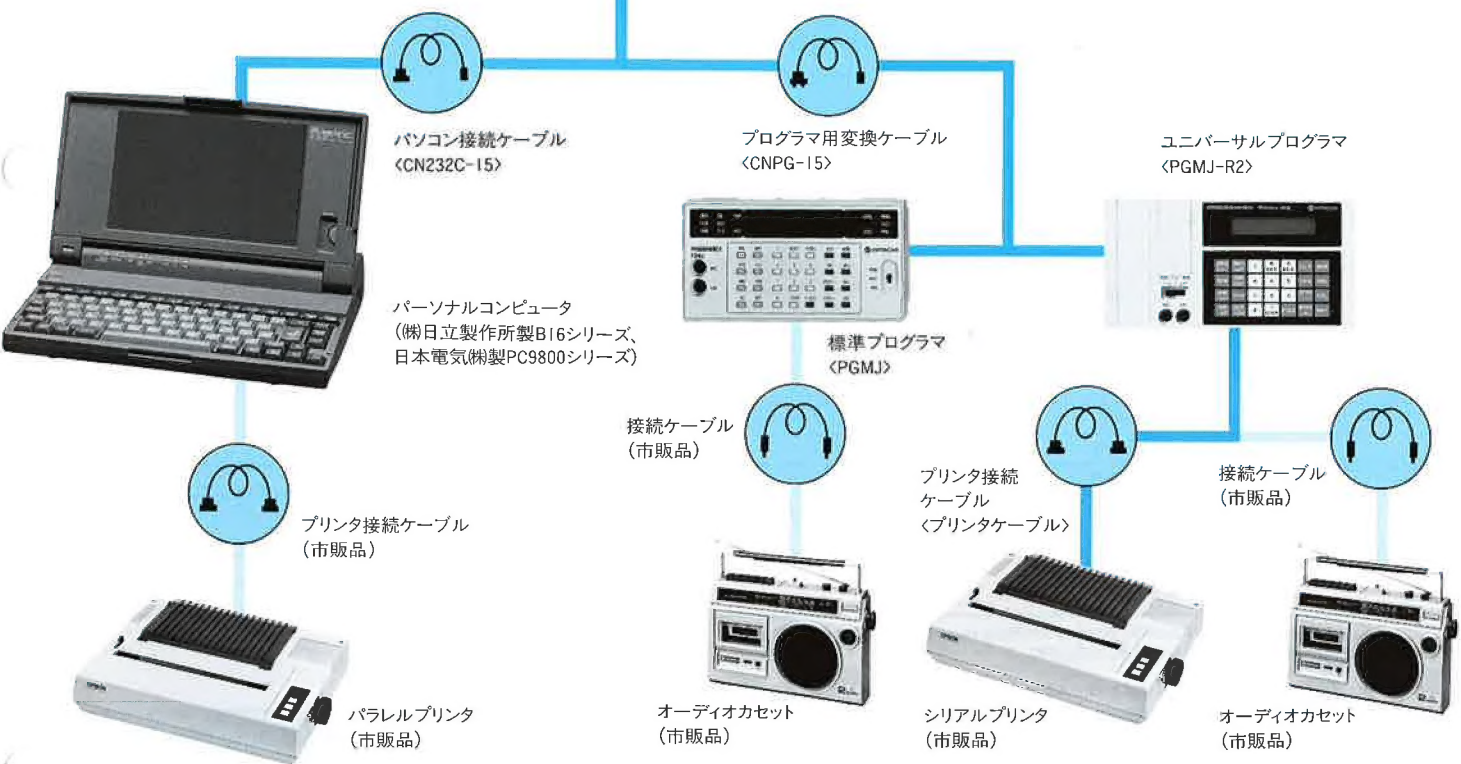 パソコン接続ケーブル
〈CN232C-15〉
プログラマ用変換ケーブル
〈CNPG-15〉
ユニバーサルプログラマ
〈PGMJ-R2〉
パーソナルコンピュータ
(㈱日立製作所製B16シリーズ、
日本電気㈱製PC9800シリーズ)
標準プログラマ
〈PGMJ〉
接続ケーブル
(市販品)
プリンタ接続
ケーブル
〈プリンタケーブル〉
接続ケーブル
(市販品)
プリンタ接続ケーブル
(市販品)
パラレルプリンタ
(市販品)
オーディオカセット
(市販品)
シリアルプリンタ
(市販品)
オーディオカセット
(市販品)